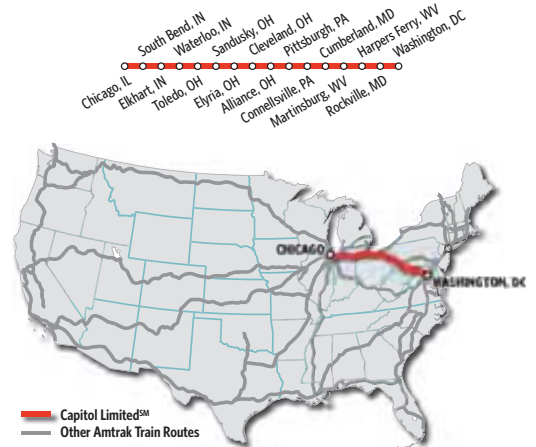 South Bend, IN
Waterloo, IN
Sandusky, OH
Cleveland, OH
Pittsburgh, PA
Cumberland, MD
Harpers Ferry, WV
Washington, DC
Chicago, IL
Elkhart, IN
Toledo, OH
Elyria, OH
Alliance, OH
Connellsville, PA
Martinsburg, WV
Rockville, MD
CHICAGO
WASHINGTON, DC
Capitol Limited℠
Other Amtrak Train Routes